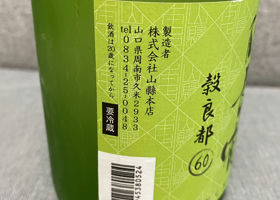 製造者
株式会社山縣本店
山口県周南市久米2933
tel0834-25-0048
飲酒は20歳になってから。
要冷蔵
穀良都
60